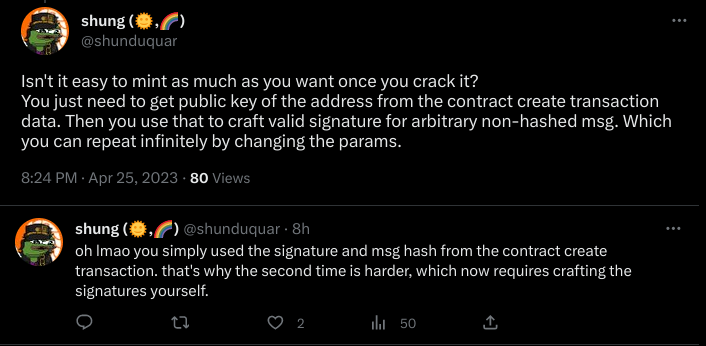 shung (🌞,🌈)
@shunduquar
Isn't it easy to mint as much as you want once you crack it?
You just need to get public key of the address from the contract create transaction
data. Then you use that to craft valid signature for arbitrary non-hashed msg. Which
you can repeat infinitely by changing the params.
8:24 PM · Apr 25, 2023 · 80 Views
shung (🌞,🌈) @shunduquar · 8h
oh lmao you simply used the signature and msg hash from the contract create
transaction. that's why the second time is harder, which now requires crafting the
signatures yourself.
2 50